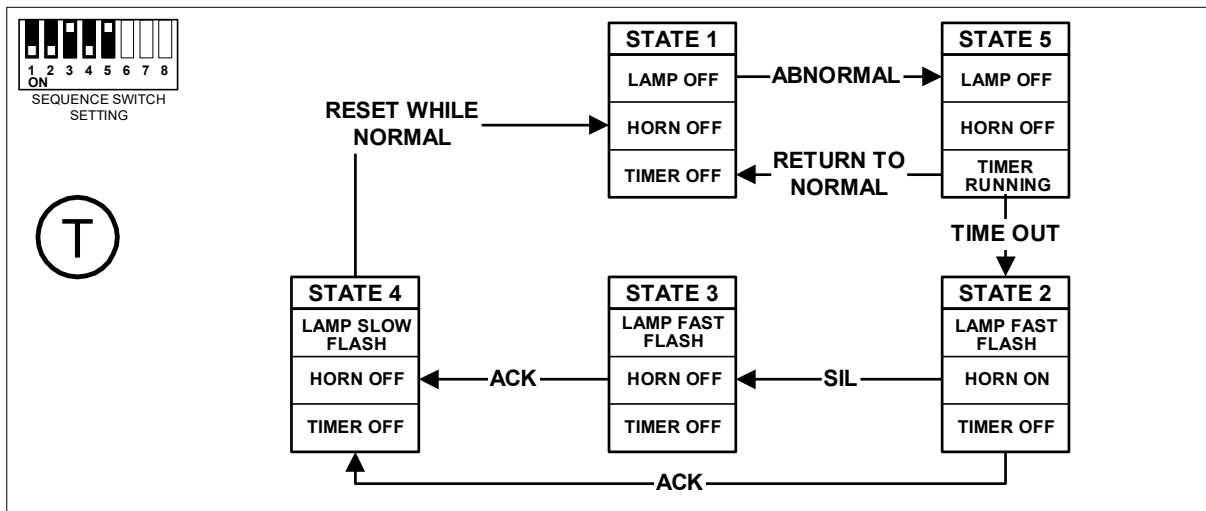 1 2 3 4 5 6 7 8
ON
SEQUENCE SWITCH
SETTING
T
RESET WHILE
NORMAL
STATE 1
LAMP OFF
HORN OFF
TIMER OFF
ABNORMAL
RETURN TO
NORMAL
STATE 5
LAMP OFF
HORN OFF
TIMER
RUNNING
TIME OUT
STATE 4
LAMP SLOW
FLASH
HORN OFF
TIMER OFF
ACK
STATE 3
LAMP FAST
FLASH
HORN OFF
TIMER OFF
SIL
STATE 2
LAMP FAST
FLASH
HORN ON
TIMER OFF
ACK